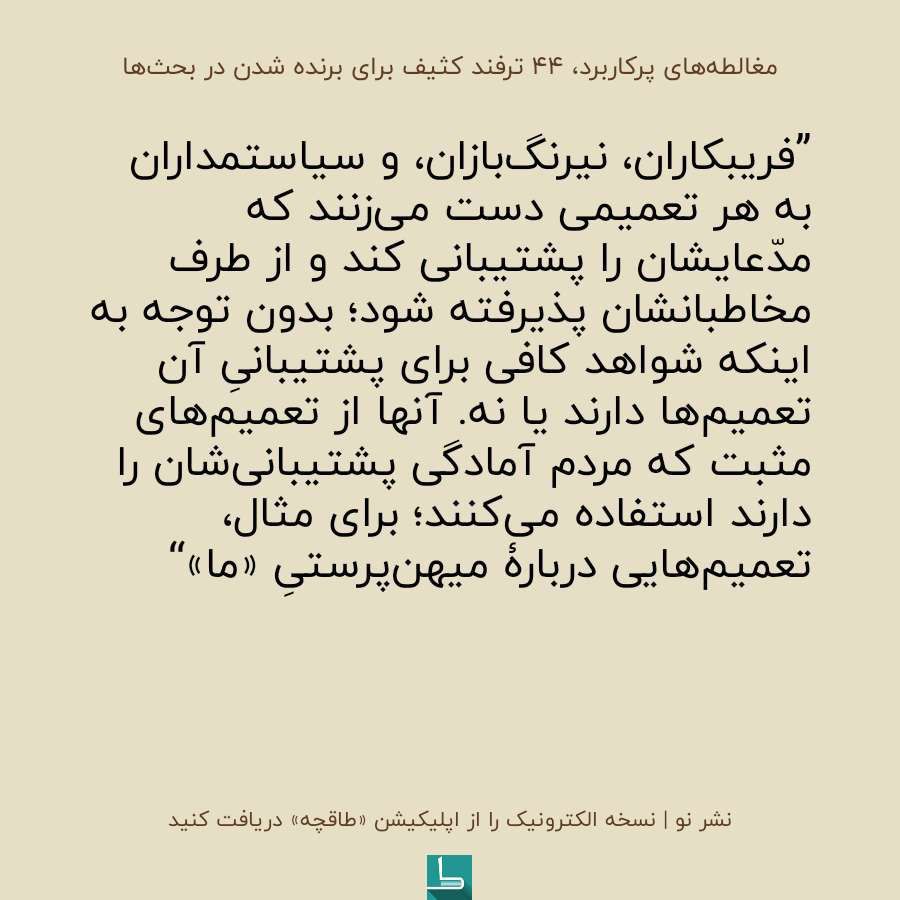 مغالطه‌های پرکاربرد، ۴۴ ترفند کثیف برای برنده شدن در بحث‌ها
”فریبکاران، نیرنگ‌بازان، و سیاستمداران
به هر تعمیمی دست می‌زنند که
مدّعایشان را پشتیبانی کند و از طرف
مخاطبانشان پذیرفته شود؛ بدون توجه به
اینکه شواهد کافی برای پشتیبانیِ آن
تعمیم‌ها دارند یا نه. آنها از تعمیم‌های
مثبت که مردم آمادگی پشتیبانی‌شان را
دارند استفاده می‌کنند؛ برای مثال،
تعمیم‌هایی دربارهٔ میهن‌پرستیِ «ما»“
نشر نو | نسخه الکترونیک را از اپلیکیشن «طاقچه» دریافت کنید